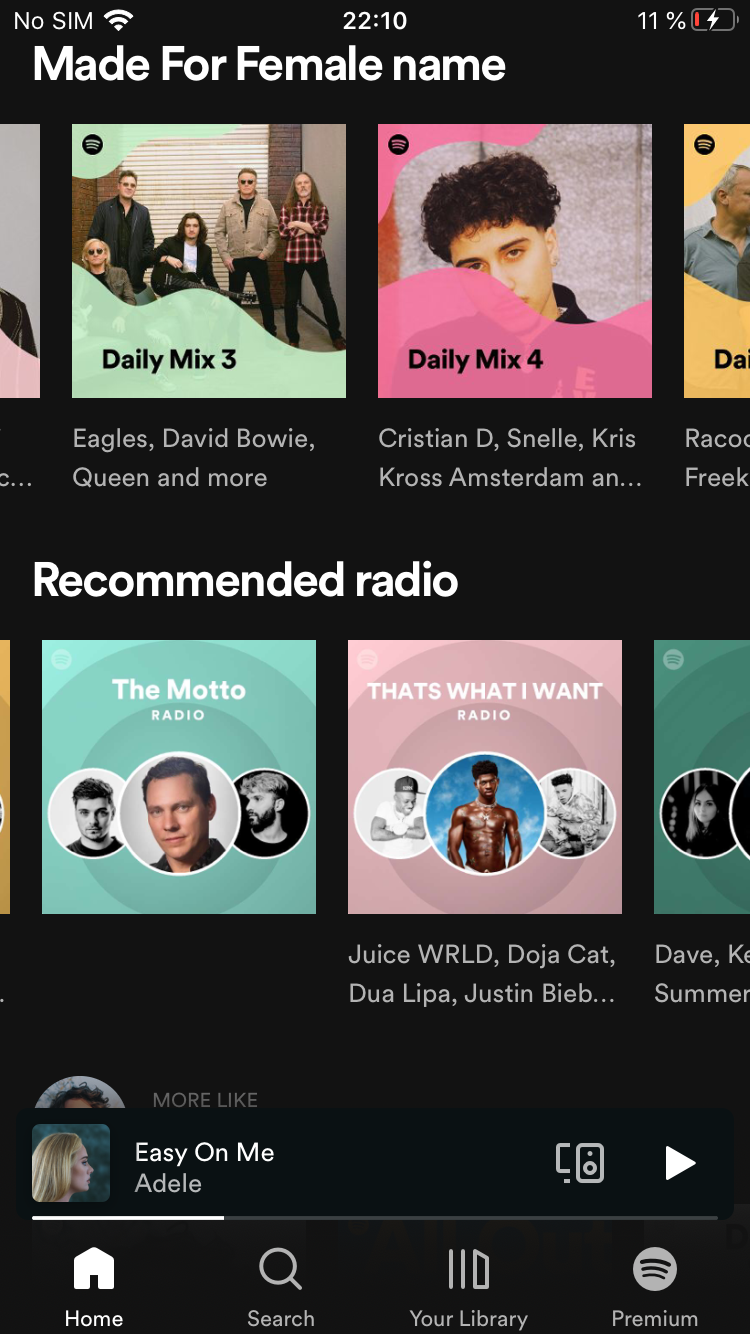 No SIM 22:10 11 %
Made For Female name
Daily Mix 3
Daily Mix 4
Dai
Eagles, David Bowie,
Queen and more
Cristian D, Snelle, Kris
Kross Amsterdam an...
Racoo
Freek
c...
Recommended radio
The Motto
RADIO
THATS WHAT I WANT
RADIO
Juice WRLD, Doja Cat,
Dua Lipa, Justin Bieb...
Dave, Ke
Summer
MORE LIKE
Easy On Me
Adele
Home
Search
Your Library
Premium